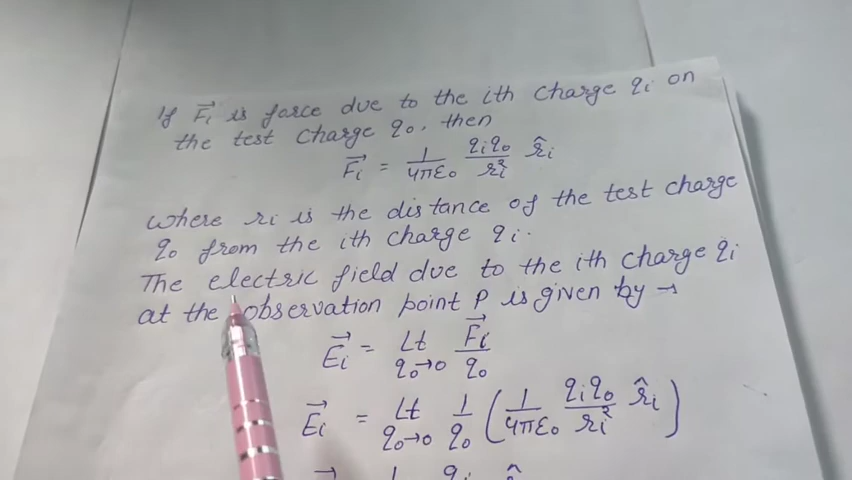 If F⃗i is force due to the ith charge qi on
the test charge q₀, then
F⃗i = 1/4πε₀ qiq₀/ri² r̂i
where ri is the distance of the test charge
q₀ from the ith charge qi.
The electric field due to the ith charge qi
at the observation point P is given by →
E⃗i = Lt q₀→0 F⃗i/q₀
E⃗i = Lt q₀→0 1/q₀ (1/4πε₀ qiq₀/ri² r̂i)
1 qi